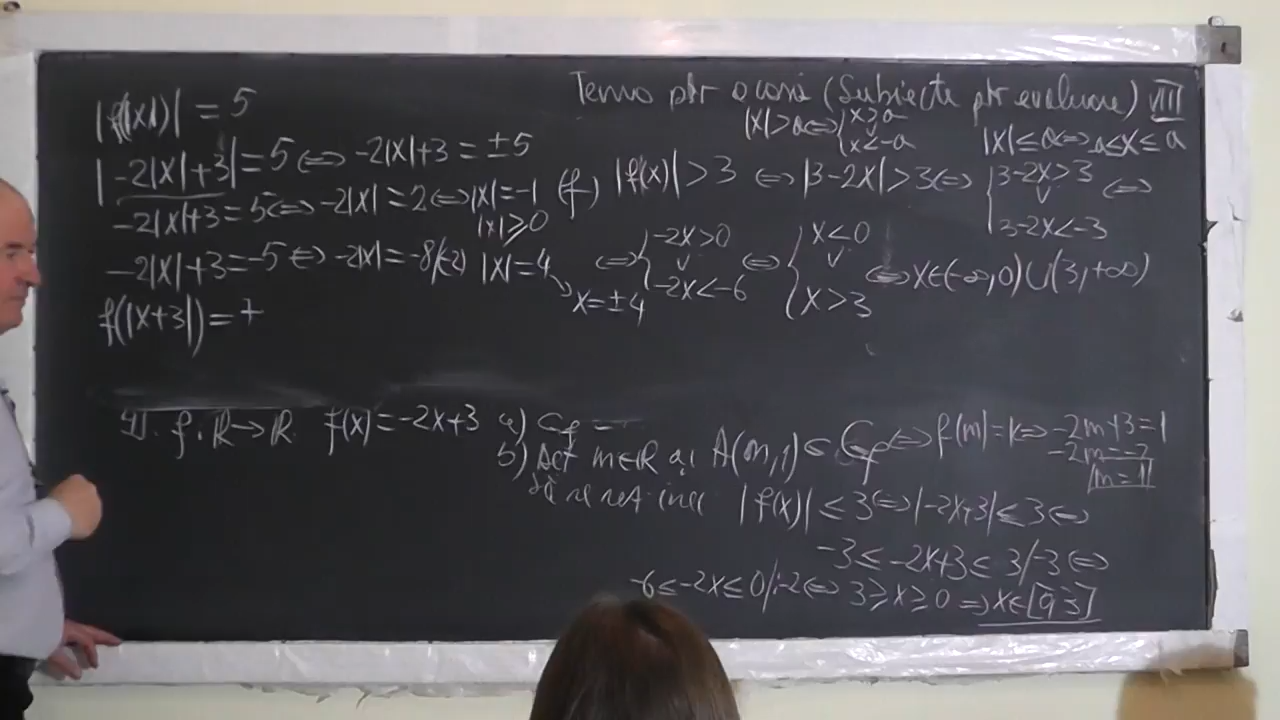 Tema ptr acasă (Subiecte ptr evaluare) VIII
|f(|x|)| = 5
|x|>a⇔ { x>a ∨ x<-a
|x|≤a⇔-a≤x≤a
|-2|x|+3|=5 ⇔ -2|x|+3=±5
-2|x|+3=5⇔ -2|x|=2⇔|x|=-1 (f)
|x|≥0
|f(x)|>3 ⇔ |3-2x|>3⇔ { 3-2x>3 ∨ 3-2x<-3 ⇔
-2|x|+3=-5⇔ -2|x|=-8/(-2) |x|=4
x=±4
⇔ { -2x>0 ∨ -2x<-6 ⇔ { x<0 ∨ x>3 ⇔x∈(-∞,0)∪(3,+∞)
f(|x+3|)=7
f:R→R f(x)=-2x+3 a) Gf =
b) Det m∈R aî A(m,1)∈Gf⇔f(m)=1⇔-2m+3=1
-2m=-2
m=1
să se rez inec |f(x)|≤3⇔|-2x+3|≤3⇔
-3≤-2x+3≤3/-3⇔
-6≤-2x≤0/:-2⇔ 3≥x≥0 ⇒x∈[0,3]